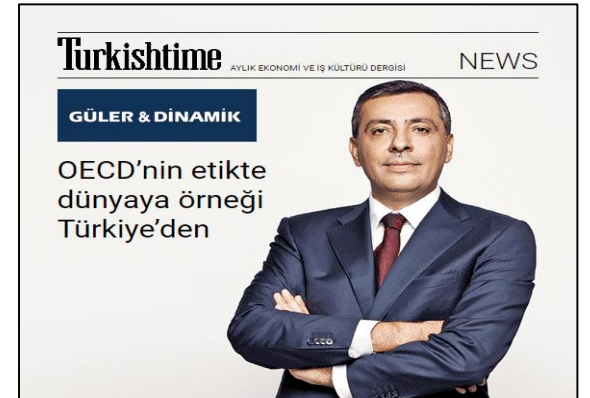 Turkishtime AYLIK EKONOMİ VE İŞ KÜLTÜRÜ DERGİSİ NEWS
GÜLER & DİNAMİK
OECD’nin etikte
dünyaya örneği
Türkiye’den